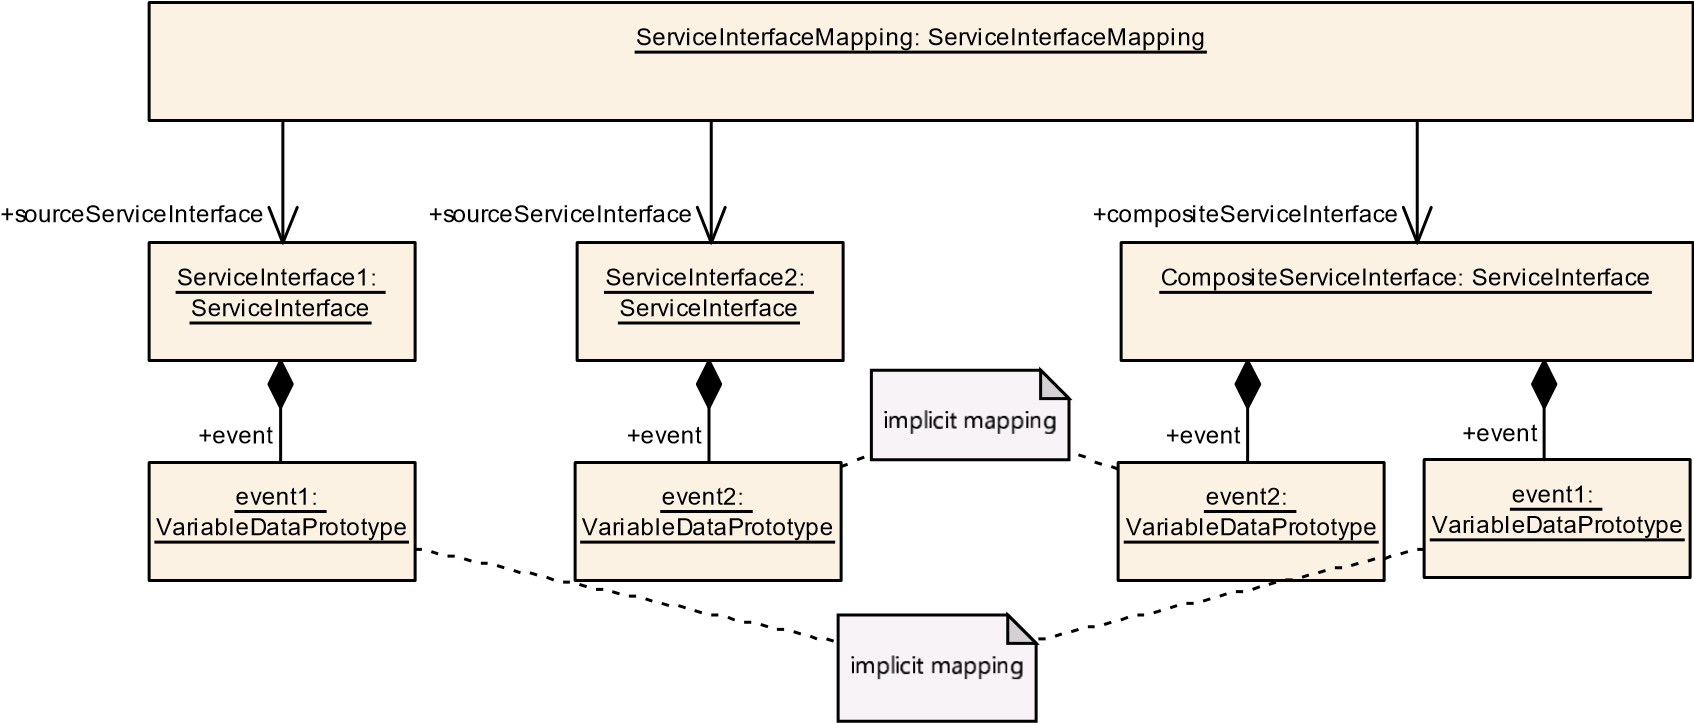 ServiceInterfaceMapping: ServiceInterfaceMapping
+sourceServiceInterface
+sourceServiceInterface
+compositeServiceInterface
ServiceInterface1:
ServiceInterface
ServiceInterface2:
ServiceInterface
CompositeServiceInterface: ServiceInterface
implicit mapping
+event
+event
+event
+event
event1:
VariableDataPrototype
event2:
VariableDataPrototype
event2:
VariableDataPrototype
event1:
VariableDataPrototype
implicit mapping